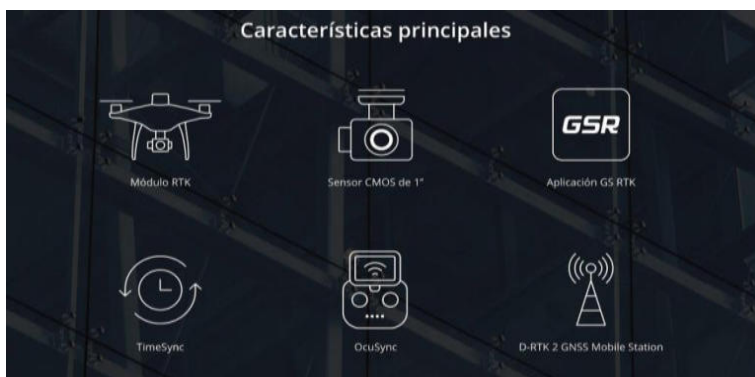 Características principales
GSR
Módulo RTK
Sensor CMOS de 1"
Aplicación GS RTK
TimeSync
OcuSync
D-RTK 2 GNSS Mobile Station